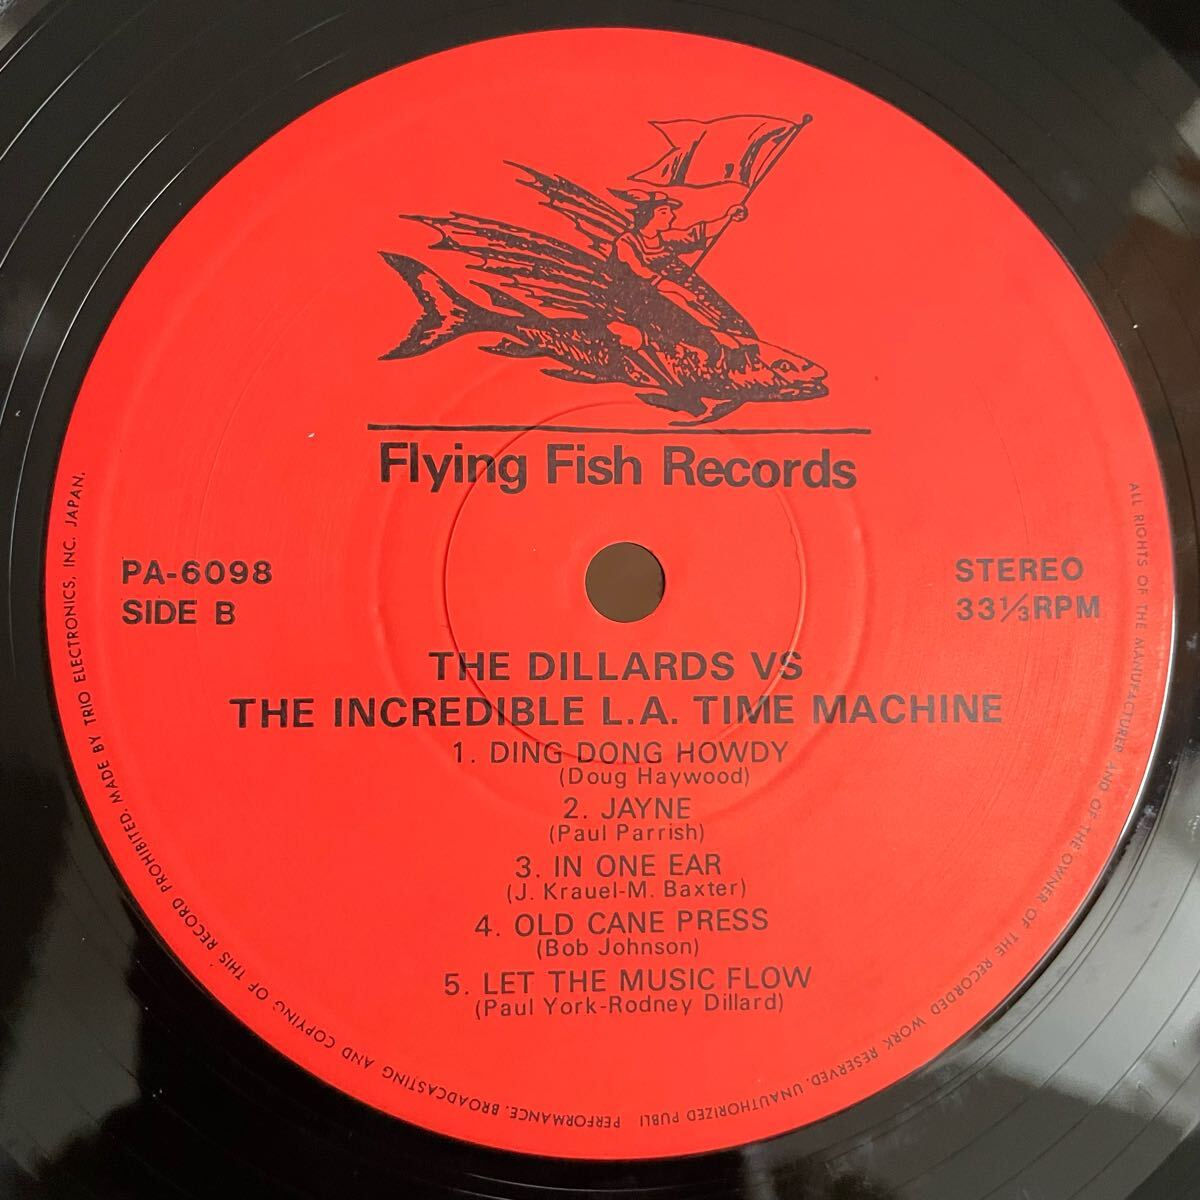 Flying Fish Records
PA-6098
SIDE B
STEREO
33⅓RPM
THE DILLARDS VS
THE INCREDIBLE L.A. TIME MACHINE
1. DING DONG HOWDY
(Doug Haywood)
2. JAYNE
(Paul Parrish)
3. IN ONE EAR
(J. Krauel-M. Baxter)
4. OLD CANE PRESS
(Bob Johnson)
5. LET THE MUSIC FLOW
(Paul York-Rodney Dillard)
ALL RIGHTS OF THE MANUFACTURER AND OF THE OWNER OF THE RECORDED WORK RESERVED. UNAUTHORIZED PUBLI PERFORMANCE. BROADCASTING AND COPYING OF THIS RECORD PROHIBITED. MADE BY TRIO ELECTRONICS, INC. JAPAN.